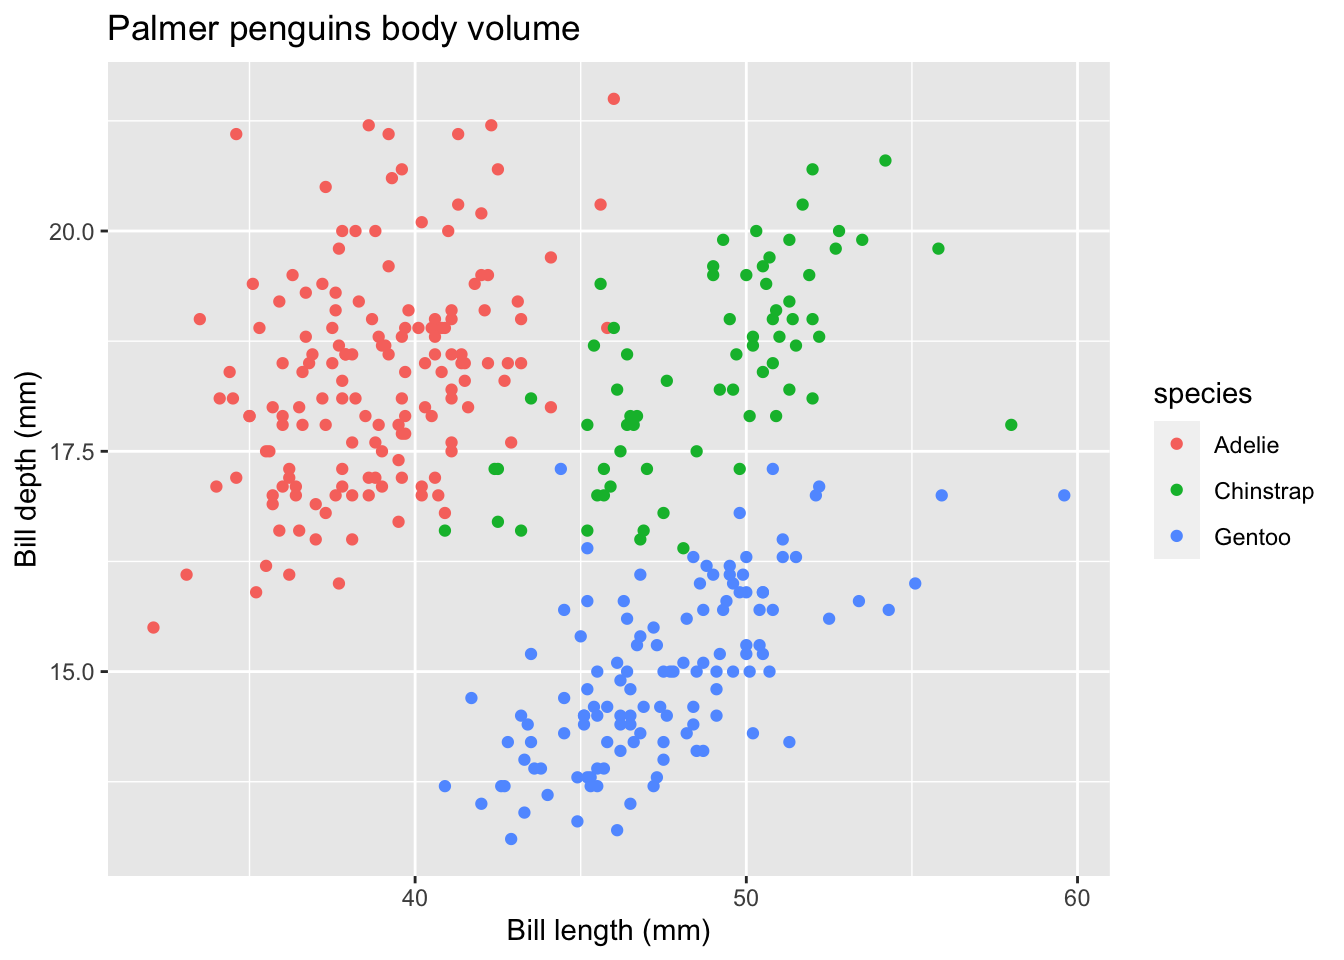 Palmer penguins body volume
20.0
17.5
15.0
Bill depth (mm)
40 50 60
Bill length (mm)
species
Adelie
Chinstrap
Gentoo